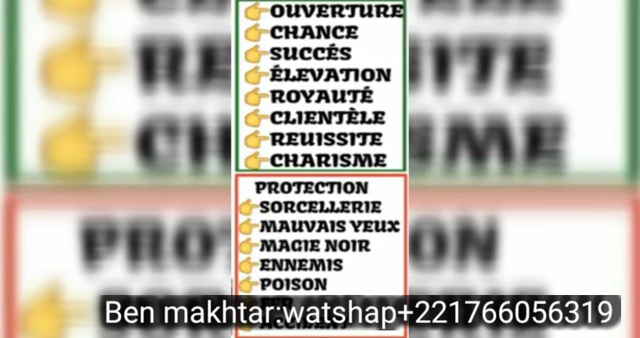 👉OUVERTURE
👉CHANCE
👉SUCCÉS
👉ÉLEVATION
👉ROYAUTÉ
👉CLIENTÈLE
👉REUISSITE
👉CHARISME
PROTECTION
👉SORCELLERIE
👉MAUVAIS YEUX
👉MAGIE NOIR
👉ENNEMIS
👉POISON
Ben makhtar:watshap+221766056319